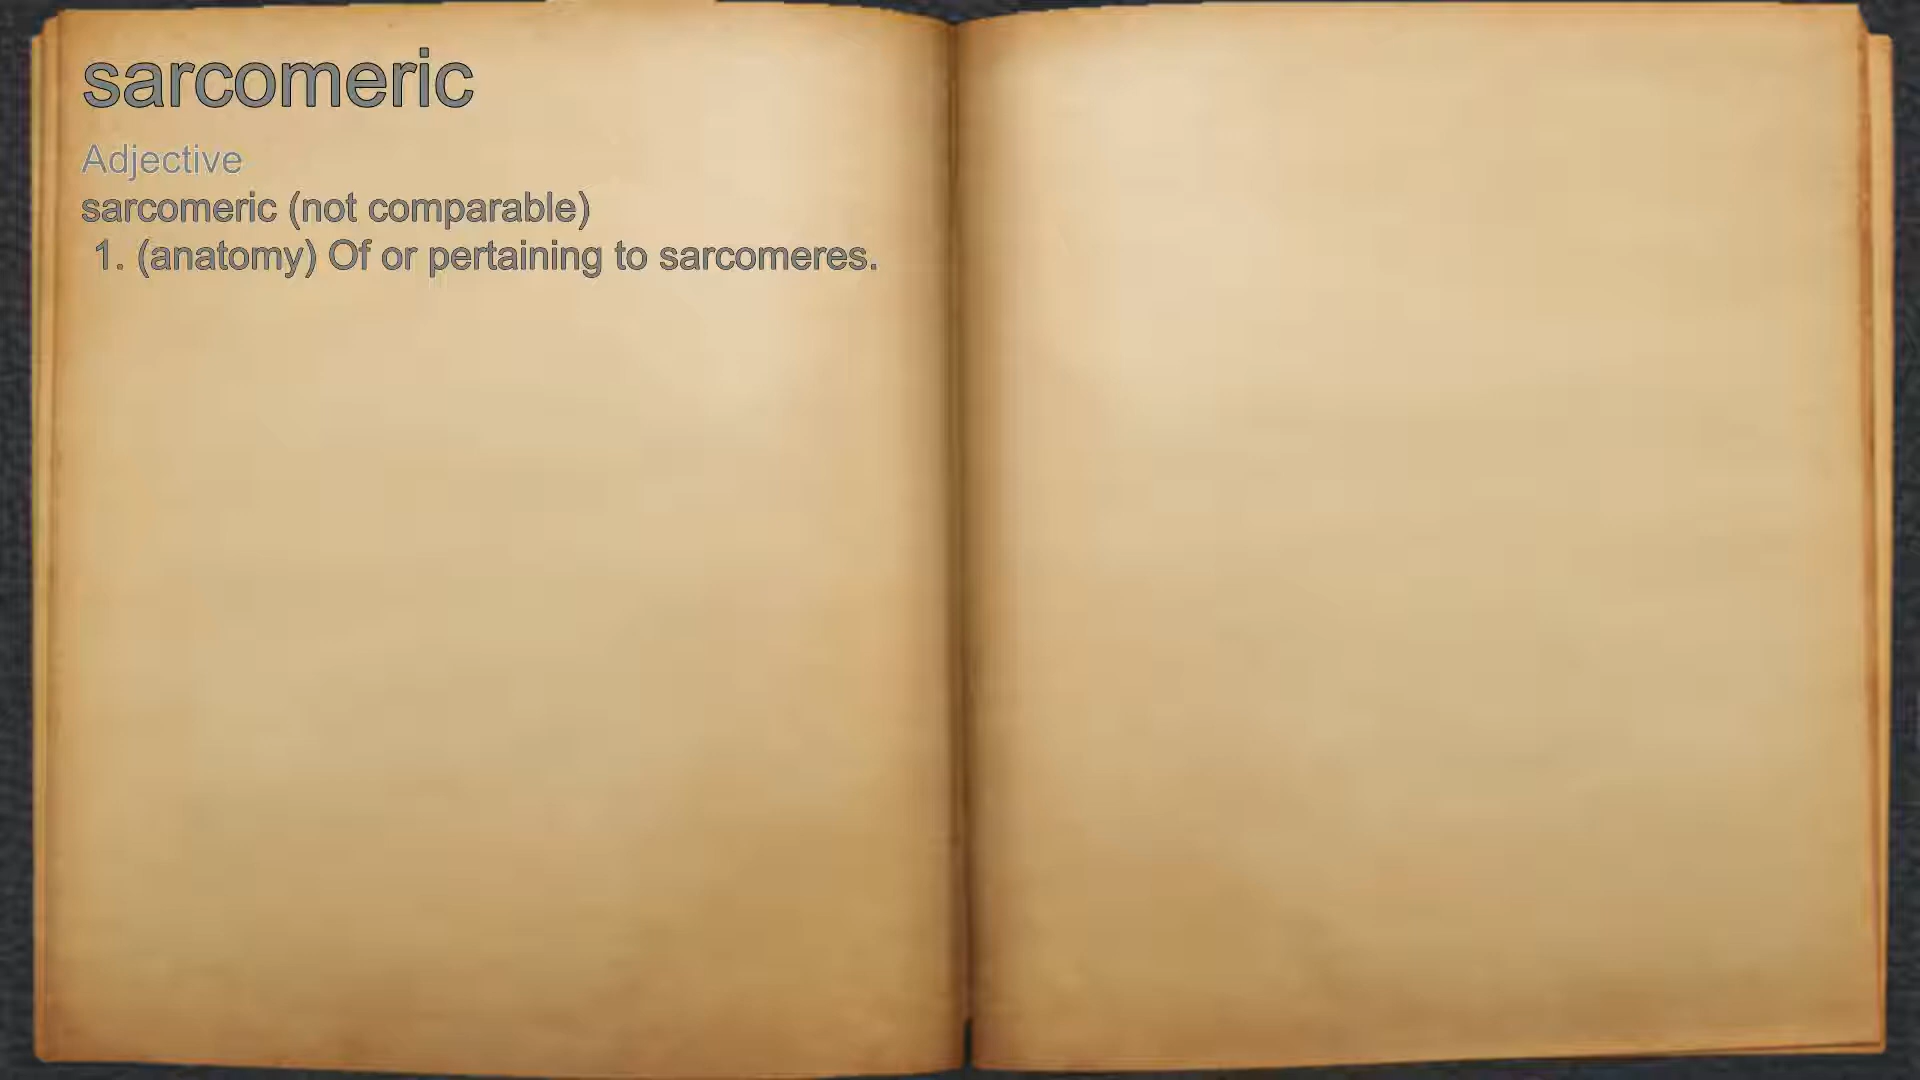 sarcomeric
Adjective
sarcomeric (not comparable)
1. (anatomy) Of or pertaining to sarcomeres.